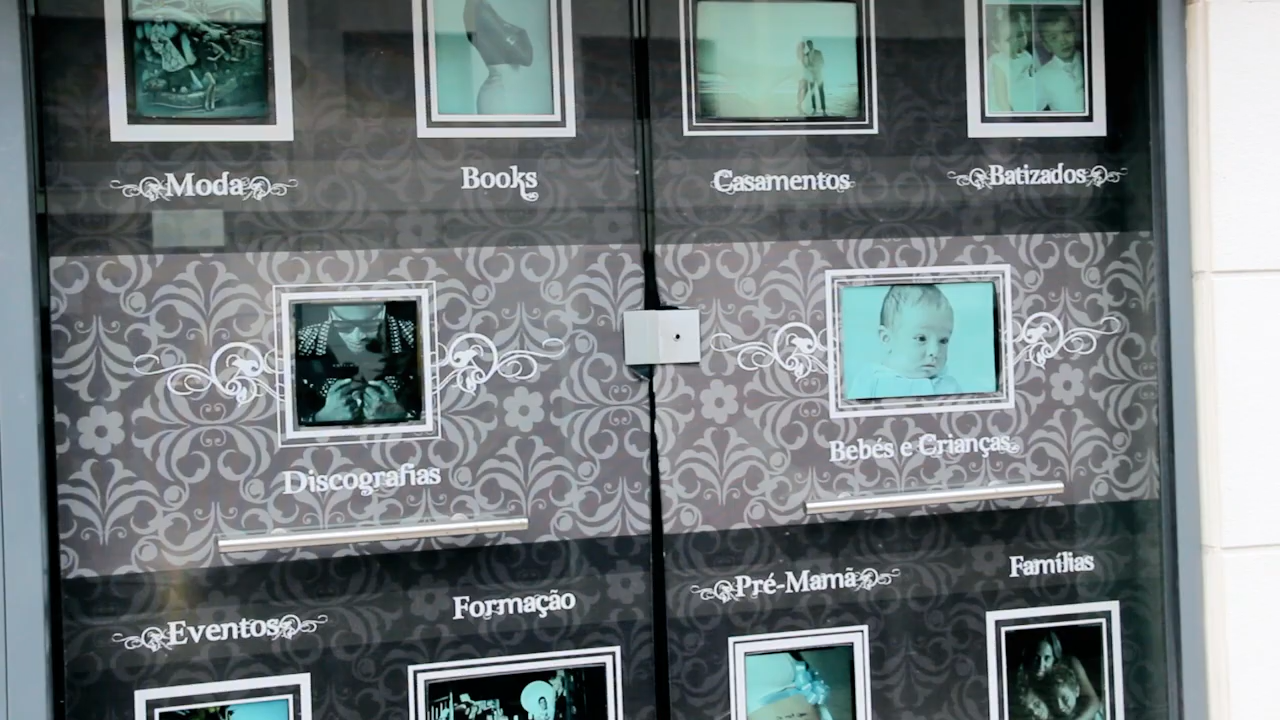 Moda
Books
Casamentos
Batizados
Discografias
Bebés e Crianças
Eventos
Formação
Pré-Mamã
Famílias